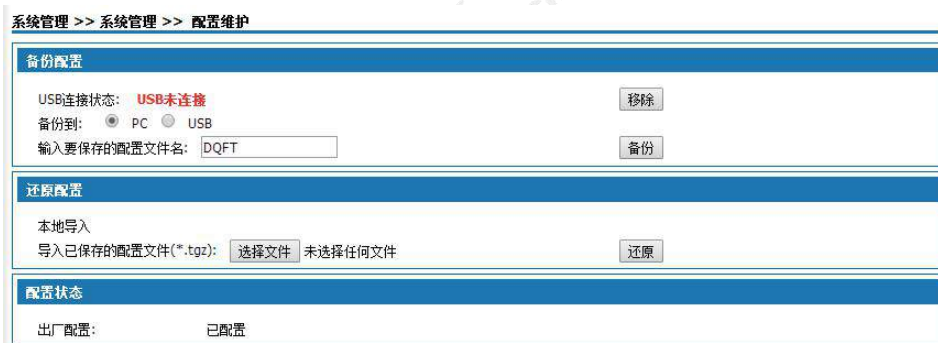 系统管理 >> 系统管理 >> 配置维护
备份配置
USB连接状态: USB未连接 移除
备份到: PC USB
输入要保存的配置文件名: DQFT 备份
还原配置
本地导入
导入已保存的配置文件(*.tgz): 选择文件 未选择任何文件 还原
配置状态
出厂配置: 已配置